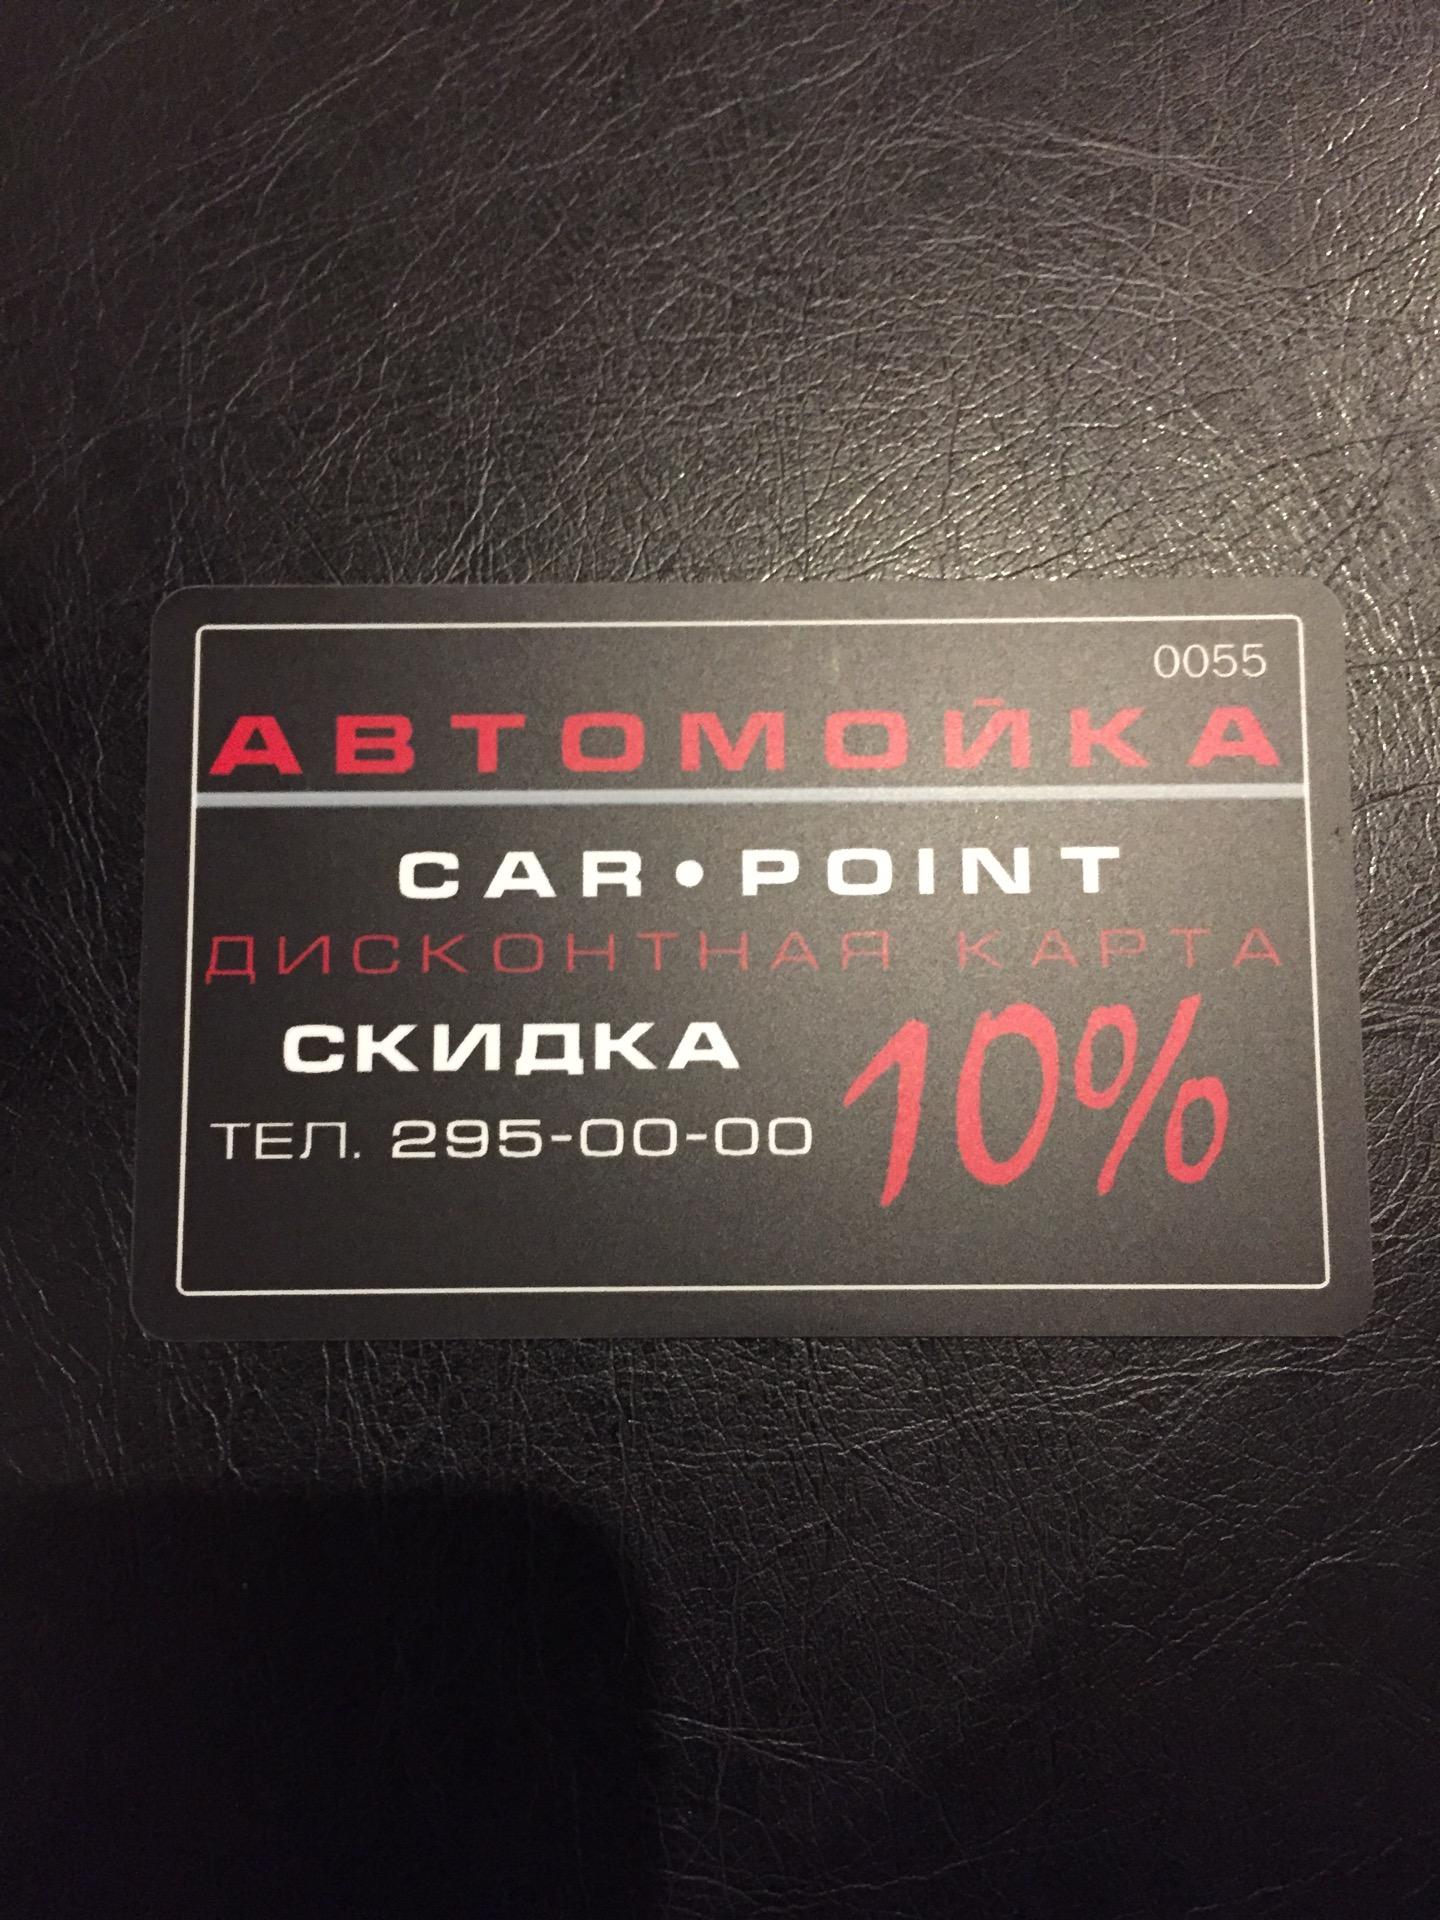 0055
АВТОМОЙКА
CAR•POINT
ДИСКОНТНАЯ КАРТА
СКИДКА 10%
ТЕЛ. 295-00-00